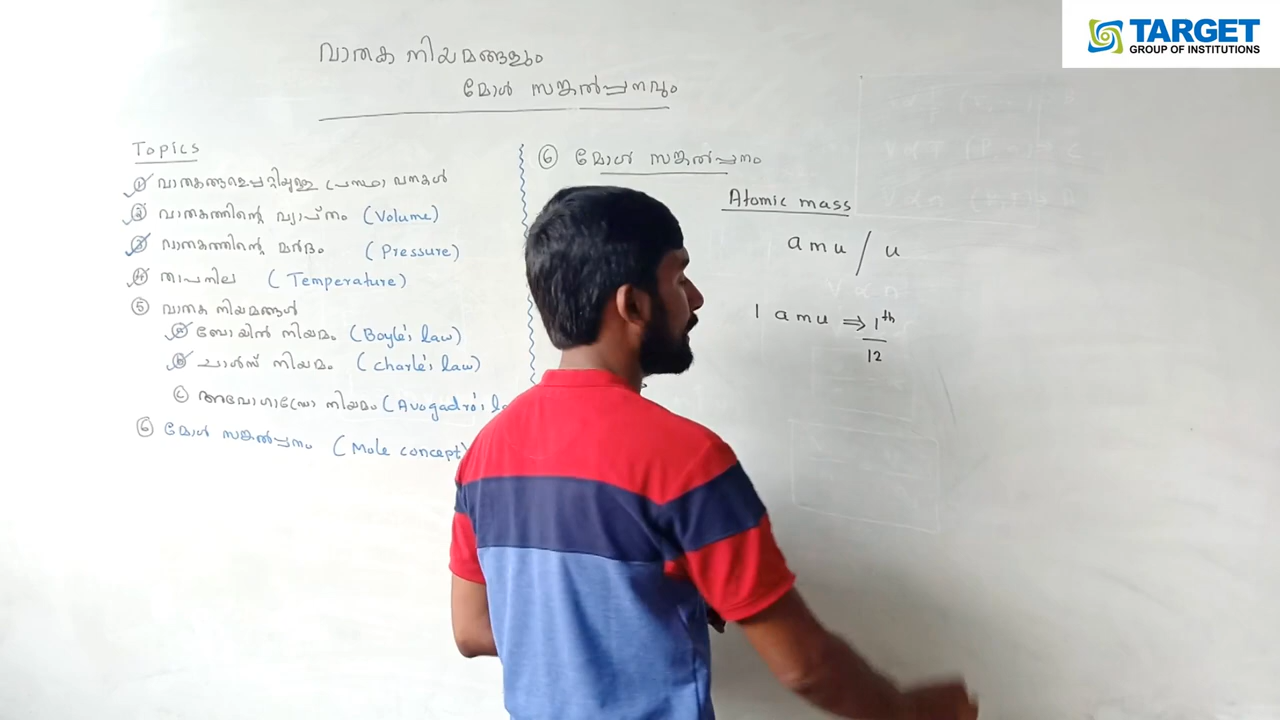 TARGET
GROUP OF INSTITUTIONS
വാതക നിയമങ്ങളും
മോൾ സങ്കൽപ്പനവും
Topics
① വാതകങ്ങളെപ്പറ്റിയുള്ള പ്രസ്ഥാവനകൾ
② വാതകത്തിന്റെ വ്യാപ്തം (Volume)
③ വാതകത്തിന്റെ മർദം (Pressure)
④ താപനില (Temperature)
⑤ വാതക നിയമങ്ങൾ
ⓐ ബോയിൽ നിയമം (Boyle's law)
ⓑ ചാൾസ് നിയമം (Charle's law)
ⓒ അവോഗാഡ്രോ നിയമം (Avogadro's
⑥ മോൾ സങ്കൽപ്പനം (Mole concept)
⑥ മോൾ സങ്കൽപ്പനം
Atomic mass
amu / u
1 amu ⇒ 1th
12